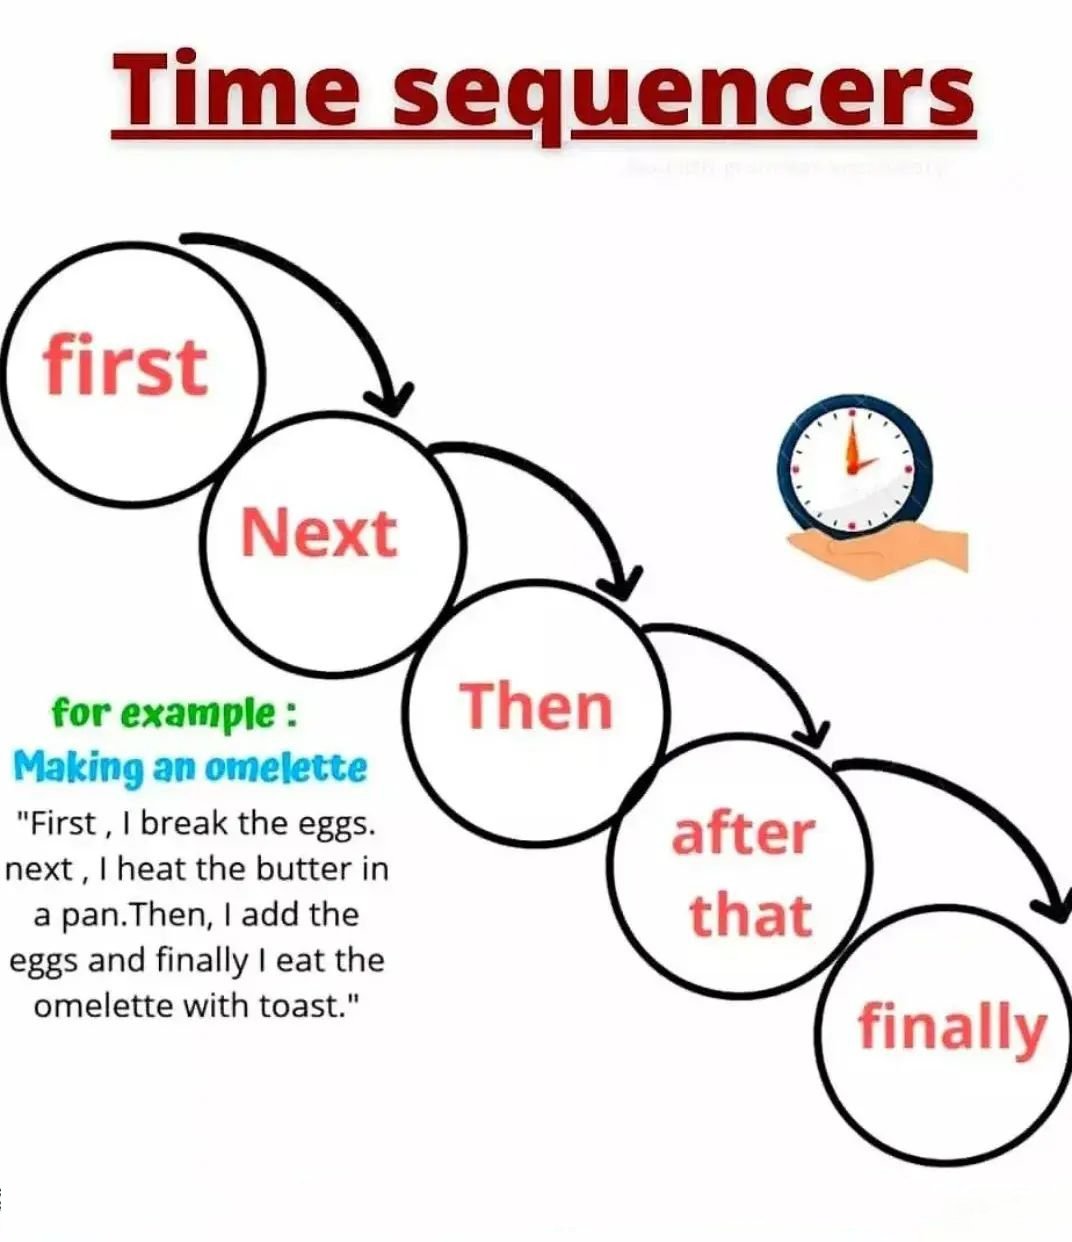 Time sequencers
first
Next
Then
after
that
finally
for example :
Making an omelette
"First , I break the eggs.
next , I heat the butter in
a pan.Then, I add the
eggs and finally I eat the
omelette with toast."